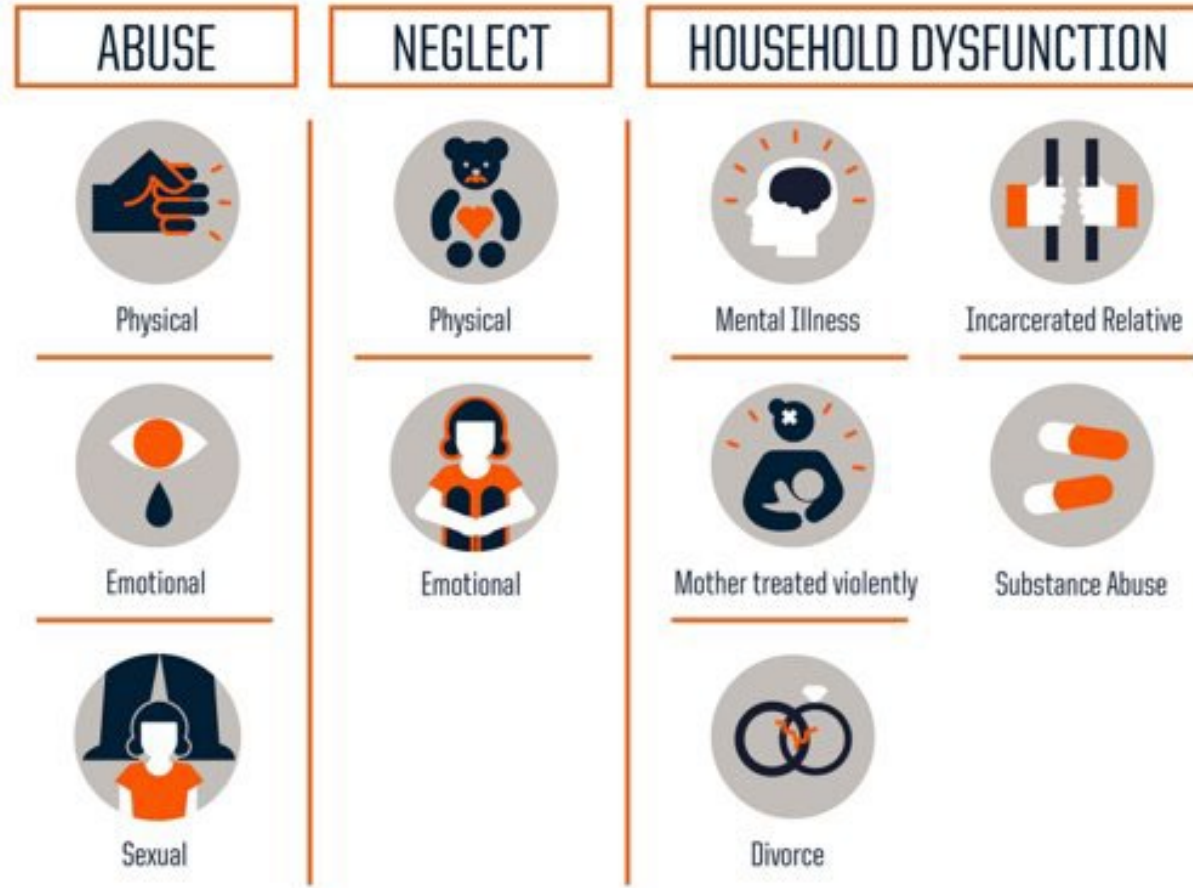 ABUSE
NEGLECT
HOUSEHOLD DYSFUNCTION
Physical
Physical
Mental Illness
Incarcerated Relative
Emotional
Emotional
Mother treated violently
Substance Abuse
Sexual
Divorce